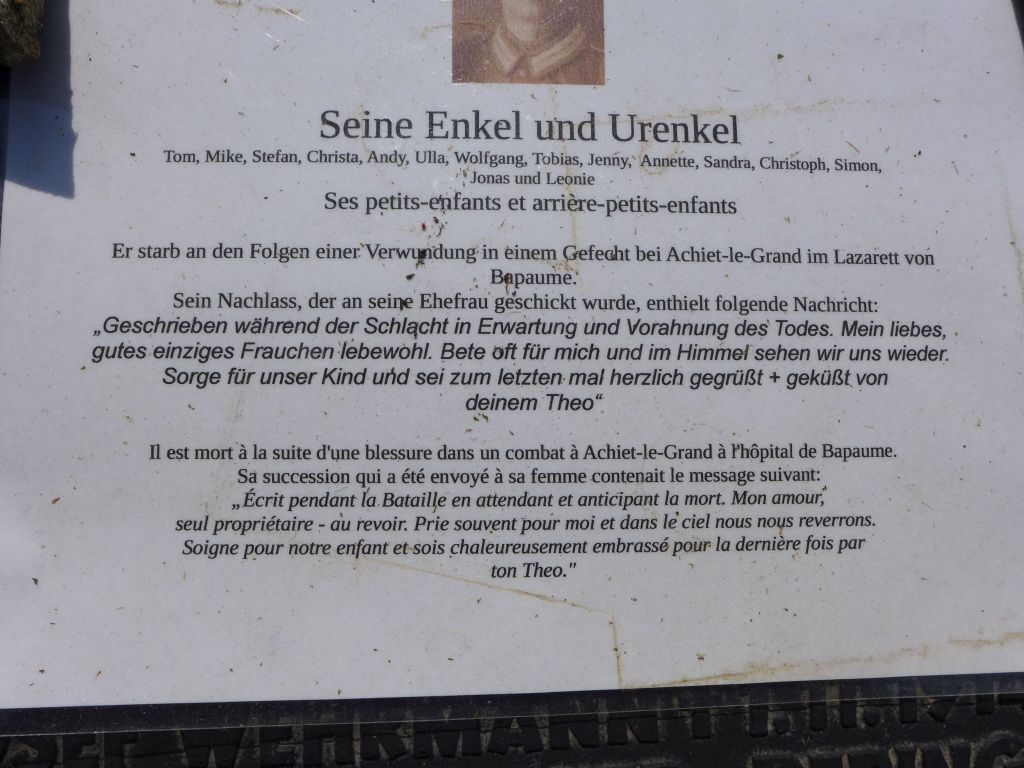 Seine Enkel und Urenkel
Tom, Mike, Stefan, Christa, Andy, Ulla, Wolfgang, Tobias, Jenny, Annette, Sandra, Christoph, Simon,
Jonas und Leonie
Ses petits-enfants et arrière-petits-enfants
Er starb an den Folgen einer Verwundung in einem Gefecht bei Achiet-le-Grand im Lazarett von
Bapaume.
Sein Nachlass, der an seine Ehefrau geschickt wurde, enthielt folgende Nachricht:
„Geschrieben während der Schlacht in Erwartung und Vorahnung des Todes. Mein liebes,
gutes einziges Frauchen lebewohl. Bete oft für mich und im Himmel sehen wir uns wieder.
Sorge für unser Kind und sei zum letzten mal herzlich gegrüßt + geküßt von
deinem Theo“
Il est mort à la suite d'une blessure dans un combat à Achiet-le-Grand à l'hôpital de Bapaume.
Sa succession qui a été envoyé à sa femme contenait le message suivant:
„Écrit pendant la Bataille en attendant et anticipant la mort. Mon amour,
seul propriétaire - au revoir. Prie souvent pour moi et dans le ciel nous nous reverrons.
Soigne pour notre enfant et sois chaleureusement embrassé pour la dernière fois par
ton Theo."
WEHRMANN